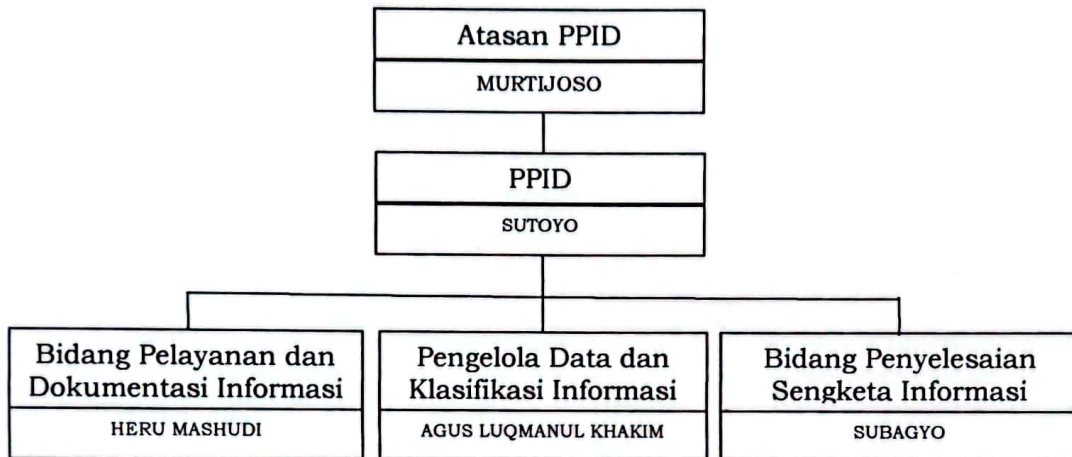 Atasan PPID
MURTIJOSO
PPID
SUTOYO
Bidang Pelayanan dan
Dokumentasi Informasi
HERU MASHUDI
Pengelola Data dan
Klasifikasi Informasi
AGUS LUQMANUL KHAKIM
Bidang Penyelesaian
Sengketa Informasi
SUBAGYO